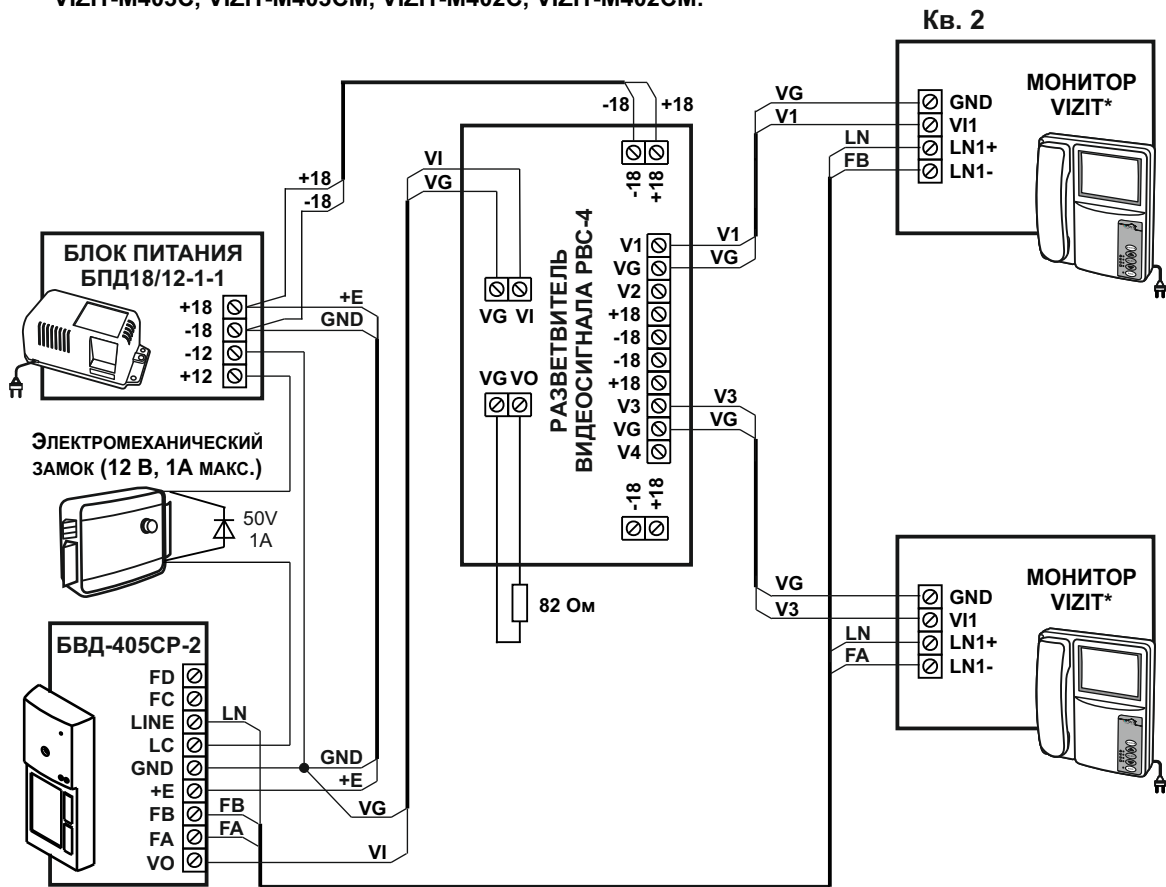 VIZIT-M405C, VIZIT-M405CM, VIZIT-M402C, VIZIT-M402CM.
Кв. 2
МОНИТОР
VIZIT*
GND
VI1
LN1+
LN1-
VG
V1
LN
FB
-18
+18
-18
+18
VI
VG
+18
-18
БЛОК ПИТАНИЯ
БПД18/12-1-1
+18
-18
-12
+12
+E
GND
VG VI
VG VO
РАЗВЕТВИТЕЛЬ
ВИДЕОСИГНАЛА РВС-4
V1
VG
V2
+18
-18
-18
+18
V3
VG
V4
-18
+18
V1
VG
V3
VG
ЭЛЕКТРОМЕХАНИЧЕСКИЙ
ЗАМОК (12 В, 1А МАКС.)
50V
1A
82 Ом
БВД-405CP-2
FD
FC
LINE
LC
GND
+E
FB
FA
VO
LN
GND
+E
FB
FA
VG
VI
VG
V3
LN
FA
GND
VI1
LN1+
LN1-
МОНИТОР
VIZIT*